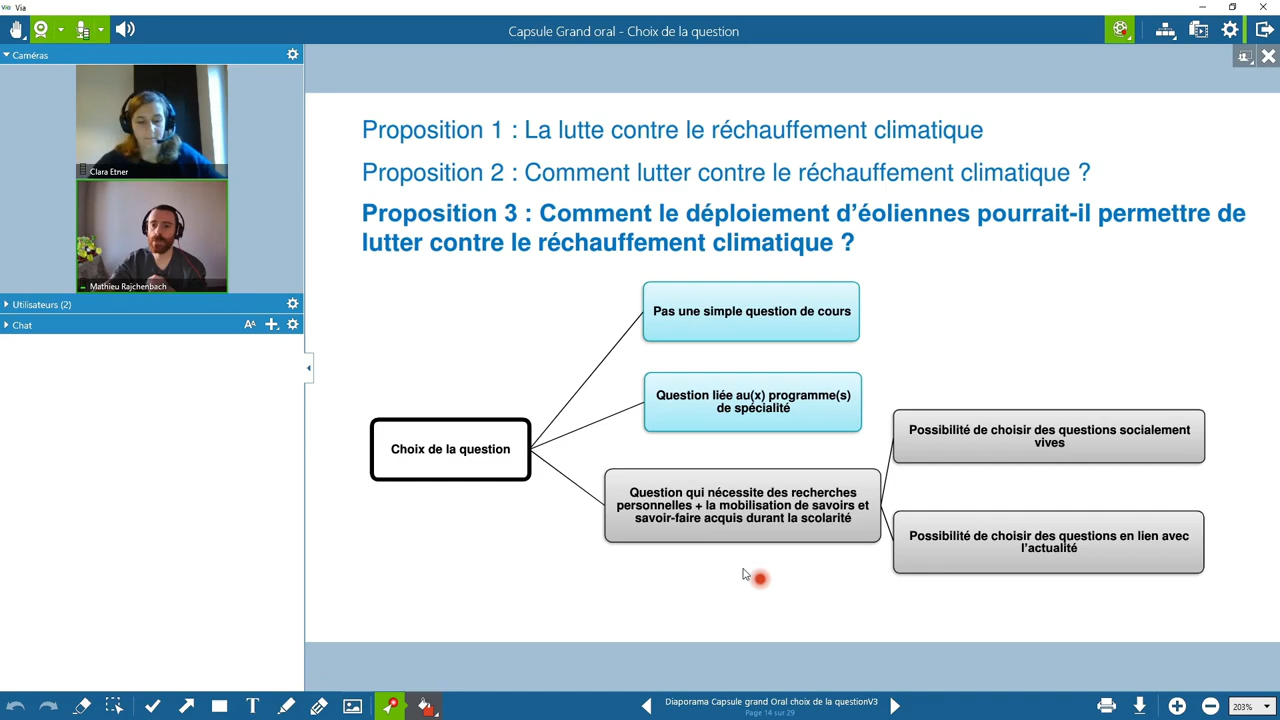 Via
Capsule Grand oral - Choix de la question
Caméras
Clara Etner
Mathieu Rajchenbach
Utilisateurs (2)
Chat
AA
Proposition 1 : La lutte contre le réchauffement climatique
Proposition 2 : Comment lutter contre le réchauffement climatique ?
Proposition 3 : Comment le déploiement d’éoliennes pourrait-il permettre de
lutter contre le réchauffement climatique ?
Pas une simple question de cours
Question liée au(x) programme(s)
de spécialité
Choix de la question
Question qui nécessite des recherches
personnelles + la mobilisation de savoirs et
savoir-faire acquis durant la scolarité
Possibilité de choisir des questions socialement
vives
Possibilité de choisir des questions en lien avec
l’actualité
T
Diaporama Capsule grand Oral choix de la questionV3
Page 14 sur 29
203%